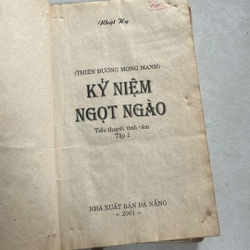 Nhật Hạ
(THIÊN ĐƯỜNG MONG MANH)
KỶ NIỆM
NGỌT NGÀO
Tiểu thuyết tình cảm
Tập 1
NHÀ XUẤT BẢN ĐÀ NẴNG
- 2001 -